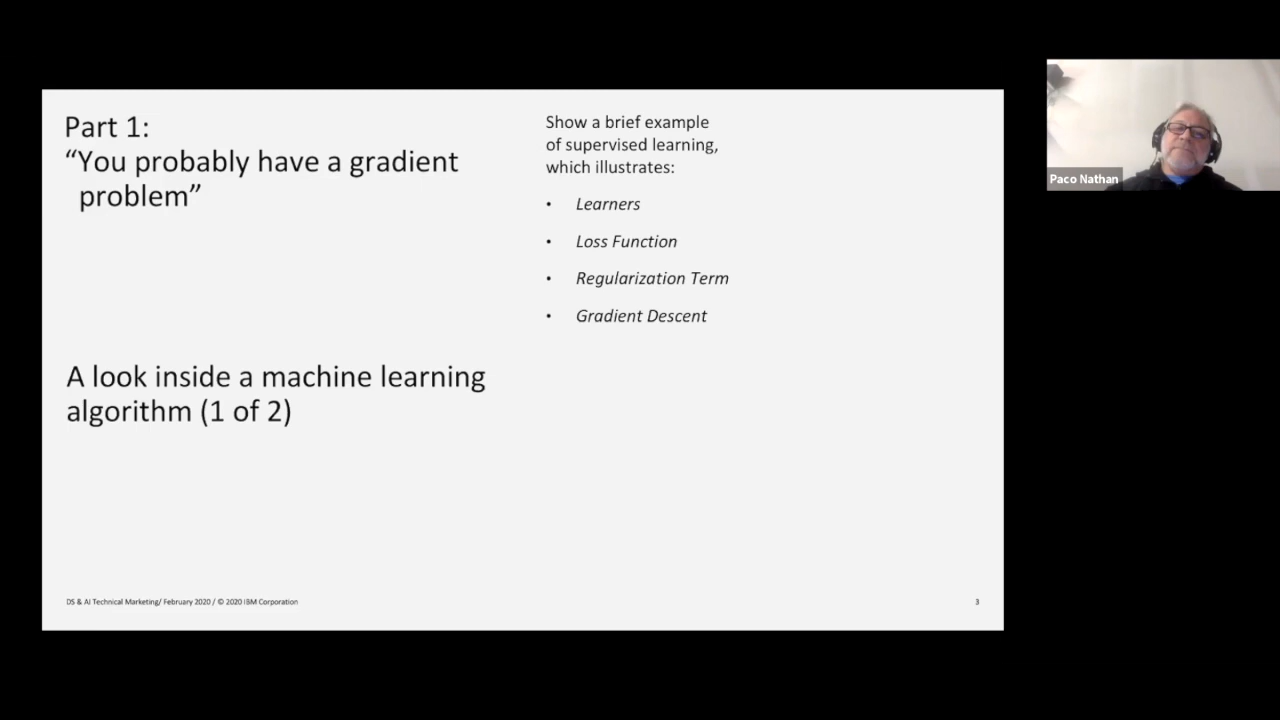 Part 1:
“You probably have a gradient
problem”
A look inside a machine learning
algorithm (1 of 2)
Show a brief example
of supervised learning,
which illustrates:
• Learners
• Loss Function
• Regularization Term
• Gradient Descent
DS & AI Technical Marketing/ February 2020 / © 2020 IBM Corporation
3
Paco Nathan